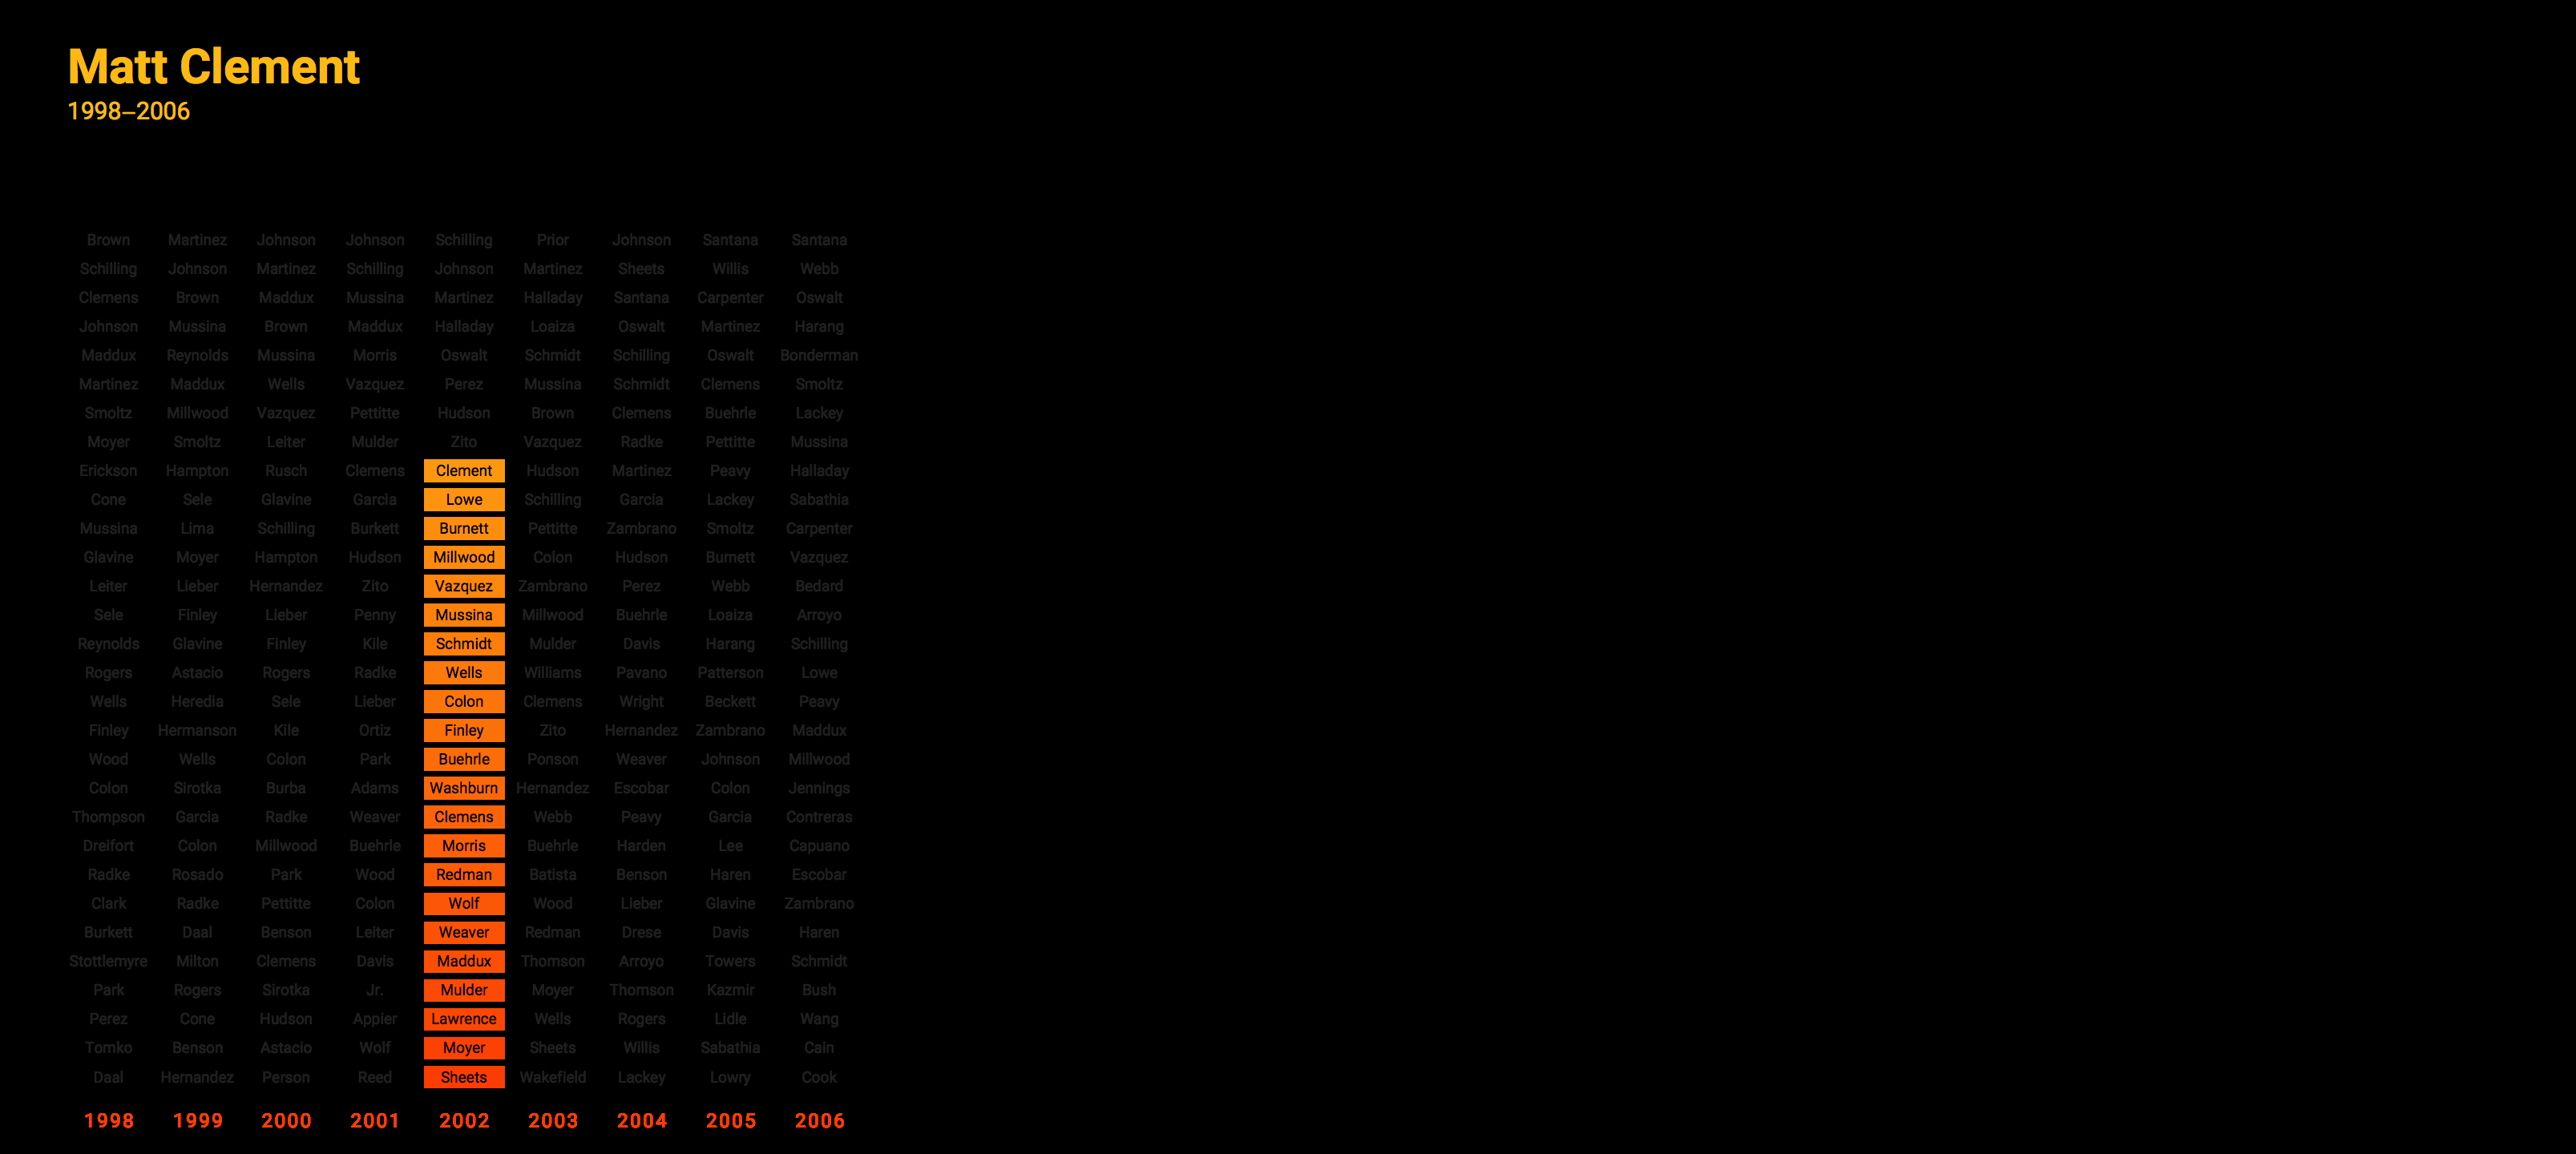 Matt Clement
1998–2006
Brown Martinez Johnson Johnson Schilling Prior Johnson Santana Santana
Schilling Johnson Martinez Schilling Johnson Martinez Sheets Willis Webb
Clemens Brown Maddux Mussina Martinez Halladay Santana Carpenter Oswalt
Johnson Mussina Brown Maddux Halladay Loaiza Oswalt Martinez Harang
Maddux Reynolds Mussina Morris Oswalt Schmidt Schilling Oswalt Bonderman
Martinez Maddux Wells Vazquez Perez Mussina Schmidt Clemens Smoltz
Smoltz Millwood Vazquez Pettitte Hudson Brown Clemens Buehrle Lackey
Moyer Smoltz Leiter Mulder Zito Vazquez Radke Pettitte Mussina
Erickson Hampton Rusch Clemens Clement Hudson Martinez Peavy Halladay
Cone Sele Glavine Garcia Lowe Schilling Garcia Lackey Sabathia
Mussina Lima Schilling Burkett Burnett Pettitte Zambrano Smoltz Carpenter
Glavine Moyer Hampton Hudson Millwood Colon Hudson Burnett Vazquez
Leiter Lieber Hernandez Zito Vazquez Zambrano Perez Webb Bedard
Sele Finley Lieber Penny Mussina Millwood Buehrle Loaiza Arroyo
Reynolds Glavine Finley Kile Schmidt Mulder Davis Harang Schilling
Rogers Astacio Rogers Radke Wells Williams Pavano Patterson Lowe
Wells Heredia Sele Lieber Colon Clemens Wright Beckett Peavy
Finley Hermanson Kile Ortiz Finley Zito Hernandez Zambrano Maddux
Wood Wells Colon Park Buehrle Ponson Weaver Johnson Millwood
Colon Sirotka Burba Adams Washburn Hernandez Escobar Colon Jennings
Thompson Garcia Radke Weaver Clemens Webb Peavy Garcia Contreras
Dreifort Colon Millwood Buehrle Morris Buehrle Harden Lee Capuano
Radke Rosado Park Wood Redman Batista Benson Haren Escobar
Clark Radke Pettitte Colon Wolf Wood Lieber Glavine Zambrano
Burkett Daal Benson Leiter Weaver Redman Drese Davis Haren
Stottlemyre Milton Clemens Davis Maddux Thomson Arroyo Towers Schmidt
Park Rogers Sirotka Jr. Mulder Moyer Thomson Kazmir Bush
Perez Cone Hudson Appier Lawrence Wells Rogers Lidle Wang
Tomko Benson Astacio Wolf Moyer Sheets Willis Sabathia Cain
Daal Hernandez Person Reed Sheets Wakefield Lackey Lowry Cook
1998 1999 2000 2001 2002 2003 2004 2005 2006